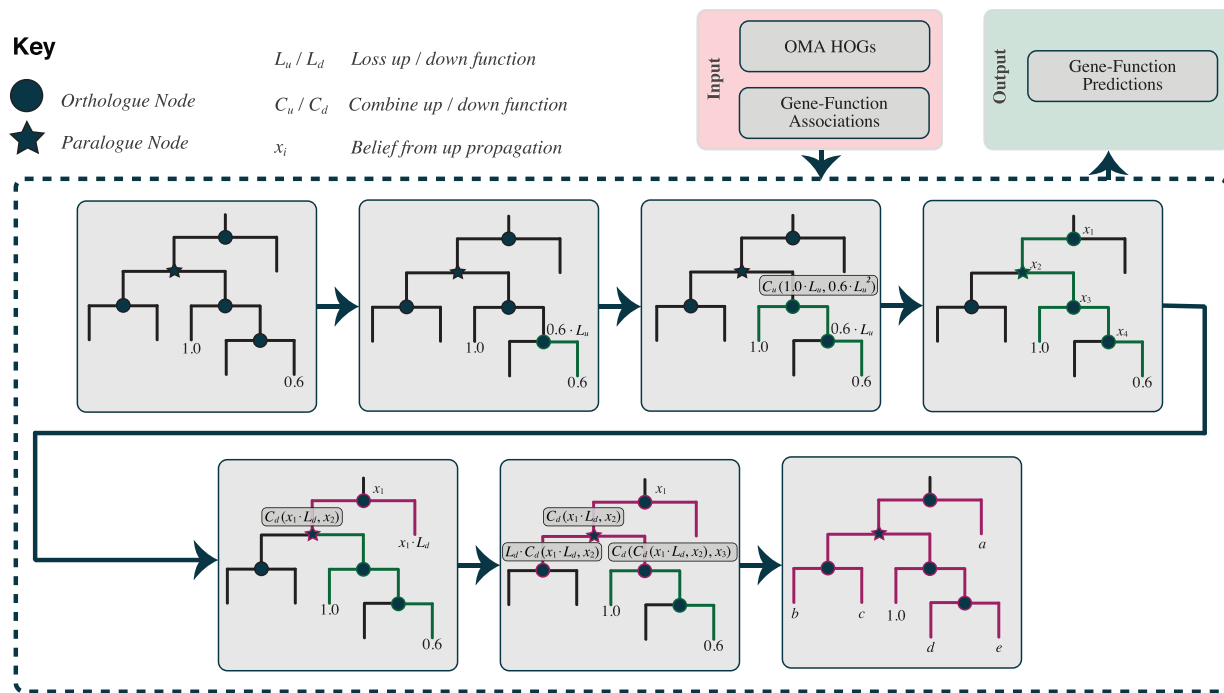 Key
Orthologue Node
Paralogue Node
L_u / L_d Loss up / down function
C_u / C_d Combine up / down function
x_i Belief from up propagation
Input
OMA HOGs
Gene-Function
Associations
Output
Gene-Function
Predictions
1.0
0.6
0.6 · L_u
0.6
C_u(1.0 · L_u, 0.6 · L_u^2)
1.0
0.6 · L_u
0.6
x_1
x_2
x_3
1.0
x_4
0.6
x_1
C_d(x_1 · L_d, x_2)
x_1 · L_d
1.0
0.6
x_1
C_d(x_1 · L_d, x_2)
L_d · C_d(x_1 · L_d, x_2)
C_d(C_d(x_1 · L_d, x_2), x_3)
1.0
0.6
a
b
c
1.0
d
e